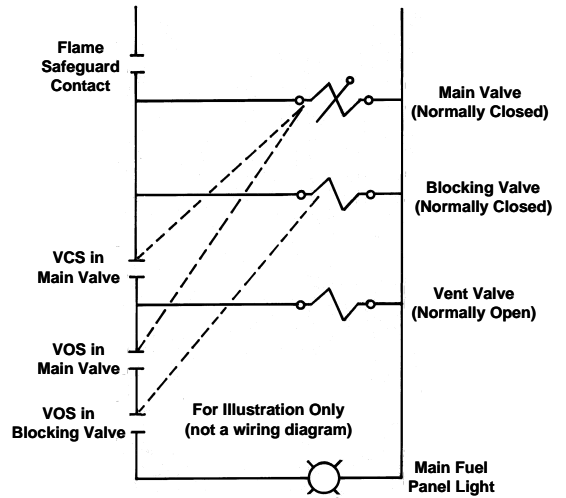 Flame
Safeguard
Contact
Main Valve
(Normally Closed)
Blocking Valve
(Normally Closed)
VCS in
Main Valve
Vent Valve
(Normally Open)
VOS in
Main Valve
VOS in
Blocking Valve
For Illustration Only
(not a wiring diagram)
Main Fuel
Panel Light